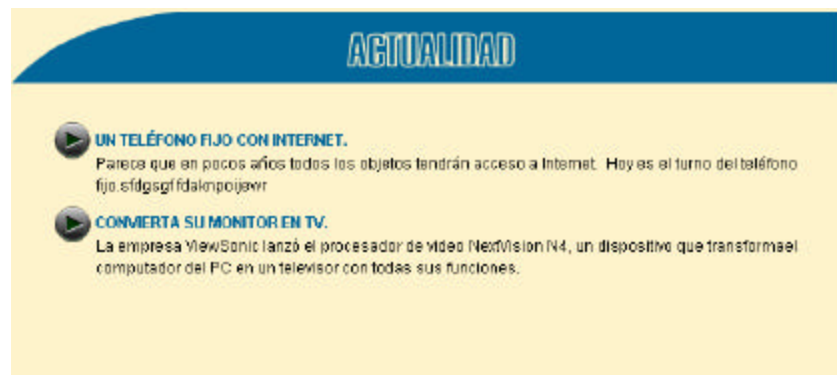 ACTUALIDAD
UN TELÉFONO FIJO CON INTERNET.
Parece que en pocos años todos los objetos tendrán acceso a Internet. Hoy es el turno del teléfono
fijo.sfdgsgffdaknpoijewr
CONVIERTA SU MONITOR EN TV.
La empresa ViewSonic lanzó el procesador de video NextVision N4, un dispositivo que transformael
computador del PC en un televisor con todas sus funciones.